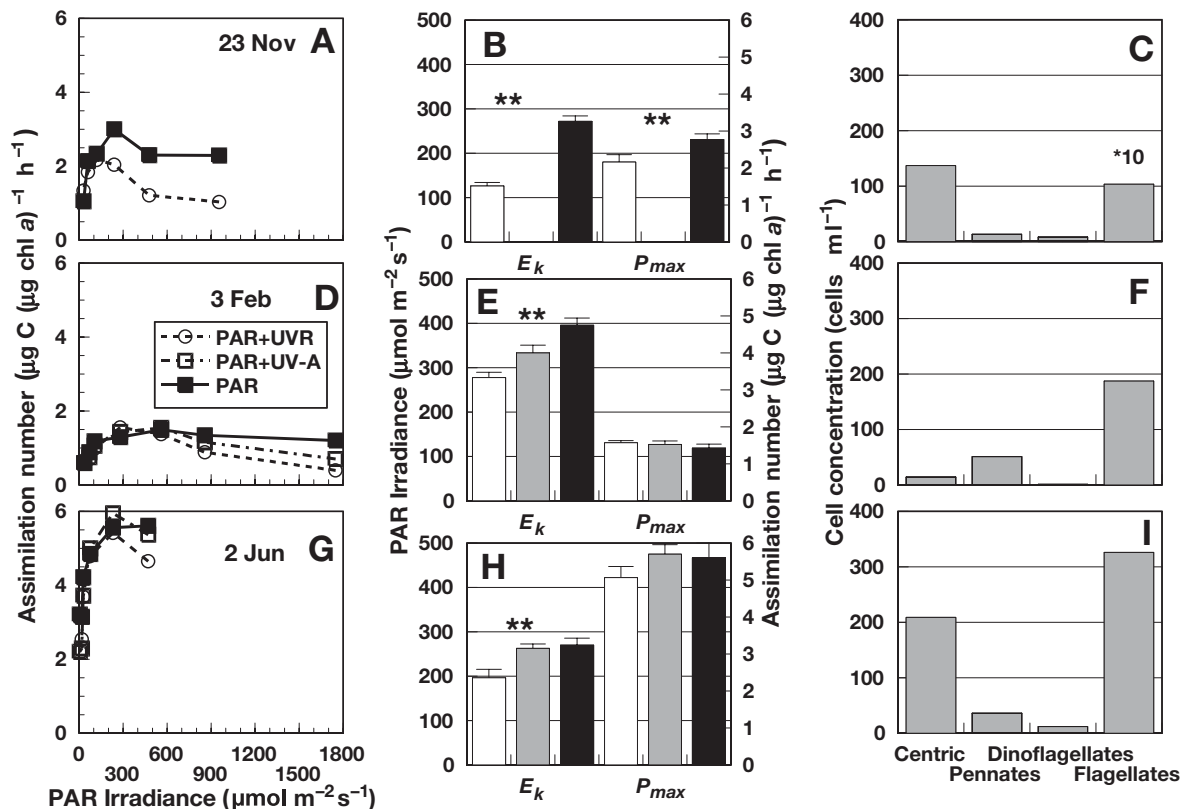 23 Nov
A
6
4
2
0
B
500
400
300
200
100
0
**
**
E_k
P_max
6
5
4
3
2
1
0
C
400
300
200
100
0
*10
3 Feb
D
PAR+UVR
PAR+UV-A
PAR
6
4
2
0
E
500
400
300
200
100
0
**
E_k
P_max
6
5
4
3
2
1
0
F
400
300
200
100
0
2 Jun
G
6
4
2
0
0 600 1200 1800
300 900 1500
PAR Irradiance (µmol m⁻² s⁻¹)
Assimilation number (µg C (µg chl a)⁻¹ h⁻¹)
H
500
400
300
200
100
0
**
E_k
P_max
6
5
4
3
2
1
0
PAR Irradiance (µmol m⁻² s⁻¹)
Assimilation number (µg C (µg chl a)⁻¹ h⁻¹)
I
400
300
200
100
0
Cell concentration (cells ml⁻¹)
Centric Dinoflagellates
Pennates Flagellates